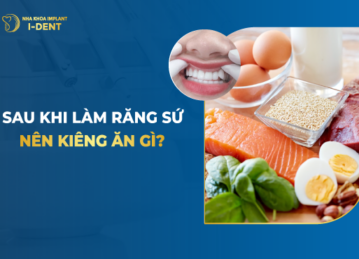 NHA KHOA IMPLANT
I-DENT
SAU KHI LÀM RĂNG SỨ
NÊN KIÊNG ĂN GÌ?